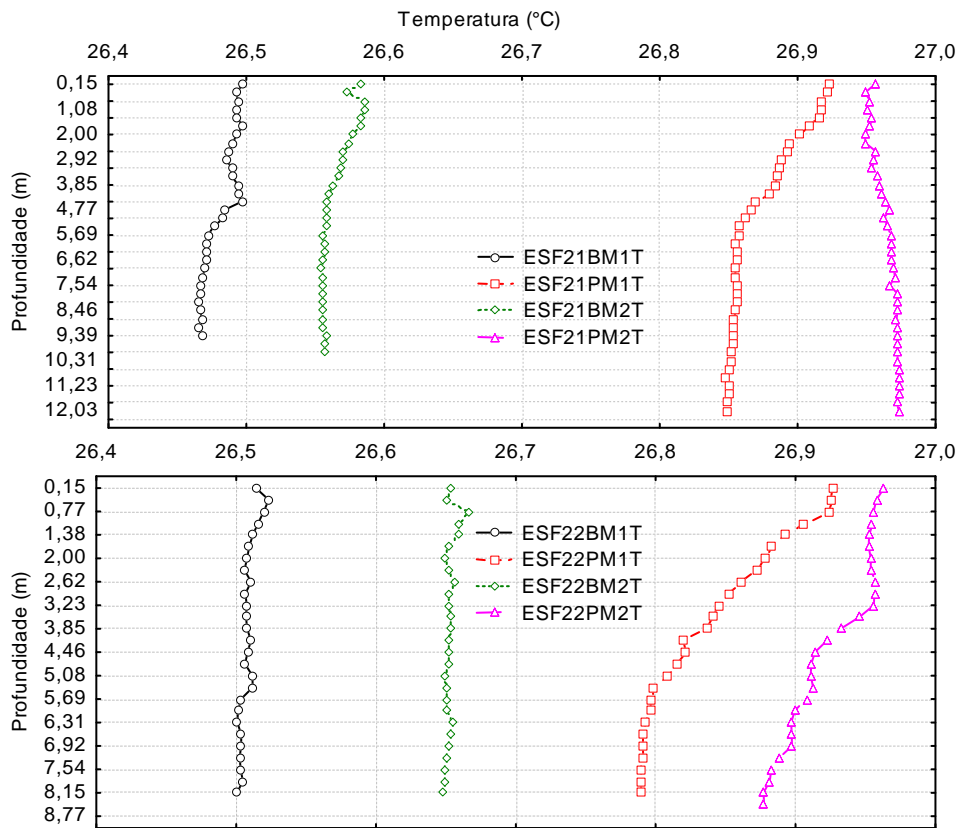 Temperatura (°C)
26,4 26,5 26,6 26,7 26,8 26,9 27,0
Profundidade (m)
0,15
1,08
2,00
2,92
3,85
4,77
5,69
6,62
7,54
8,46
9,39
10,31
11,23
12,03
ESF21BM1T
ESF21PM1T
ESF21BM2T
ESF21PM2T
26,4 26,5 26,6 26,7 26,8 26,9 27,0
Profundidade (m)
0,15
0,77
1,38
2,00
2,62
3,23
3,85
4,46
5,08
5,69
6,31
6,92
7,54
8,15
8,77
ESF22BM1T
ESF22PM1T
ESF22BM2T
ESF22PM2T